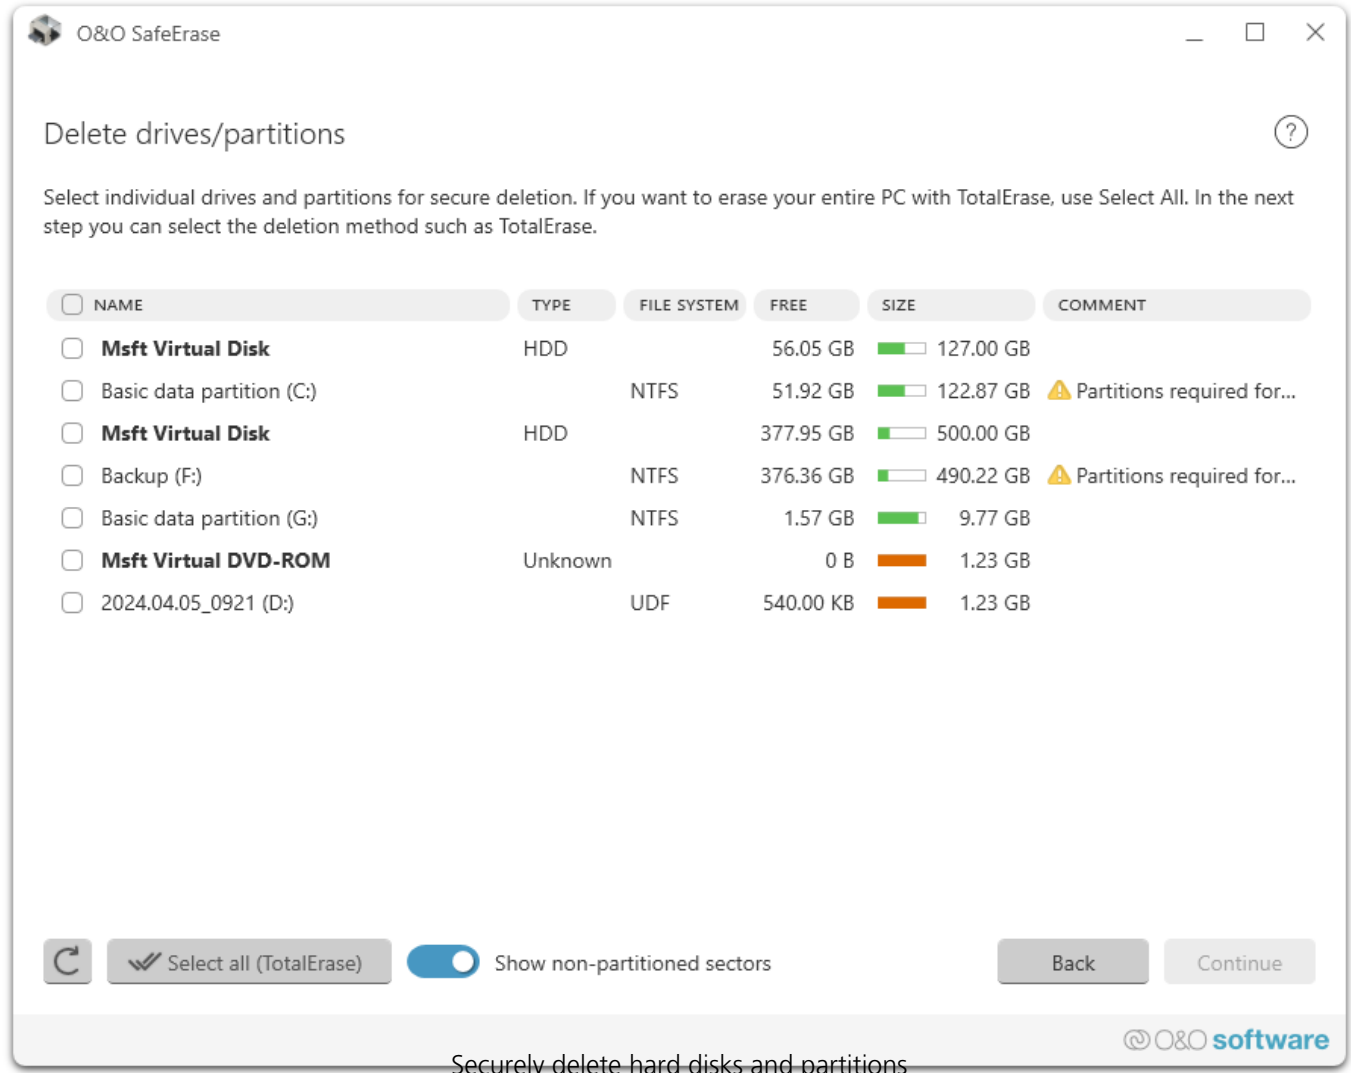 O&O SafeErase
Delete drives/partitions
?
Select individual drives and partitions for secure deletion. If you want to erase your entire PC with TotalErase, use Select All. In the next
step you can select the deletion method such as TotalErase.
NAME TYPE FILE SYSTEM FREE SIZE COMMENT
Msft Virtual Disk HDD 56.05 GB 127.00 GB
Basic data partition (C:) NTFS 51.92 GB 122.87 GB Partitions required for...
Msft Virtual Disk HDD 377.95 GB 500.00 GB
Backup (F:) NTFS 376.36 GB 490.22 GB Partitions required for...
Basic data partition (G:) NTFS 1.57 GB 9.77 GB
Msft Virtual DVD-ROM Unknown 0 B 1.23 GB
2024.04.05_0921 (D:) UDF 540.00 KB 1.23 GB
Select all (TotalErase) Show non-partitioned sectors Back Continue
O&O software
Securely delete hard disks and partitions